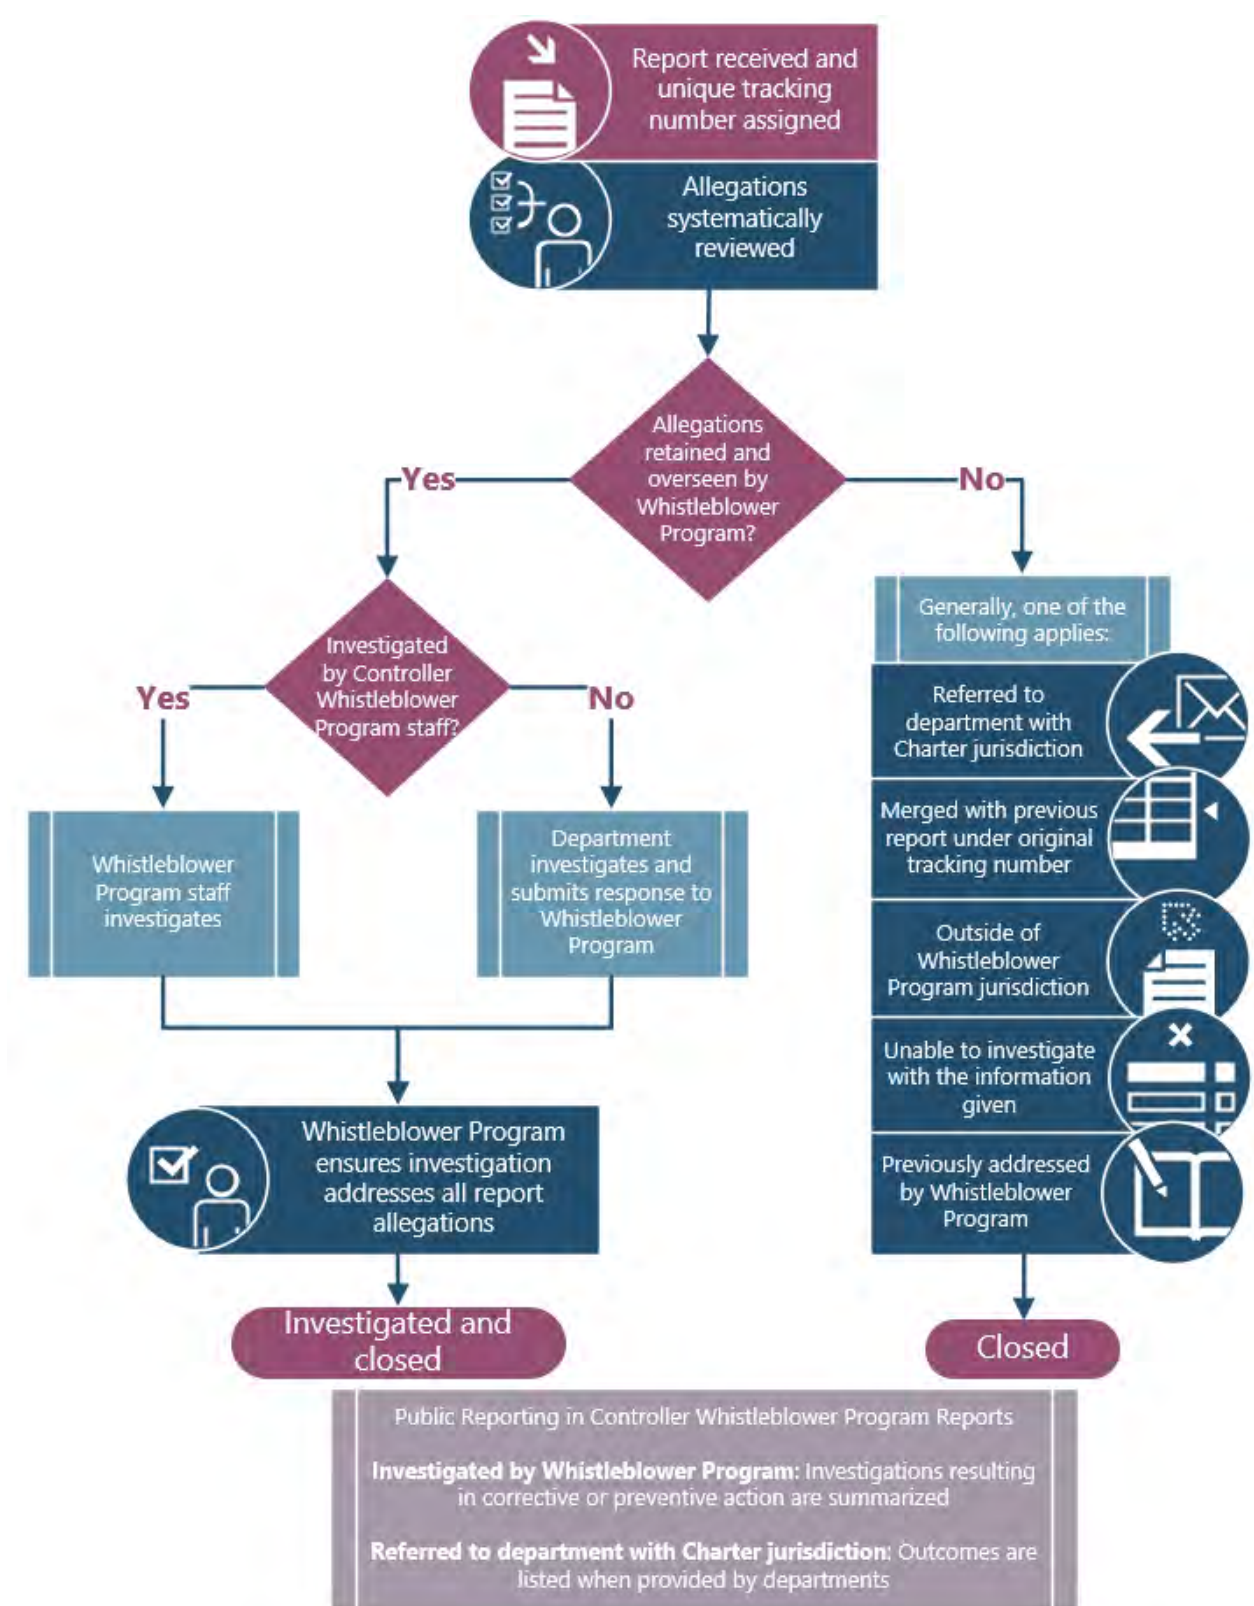 Report received and
unique tracking
number assigned
Allegations
systematically
reviewed
Allegations
retained and
overseen by
Whistleblower
Program?
Yes
No
Investigated
by Controller
Whistleblower
Program staff?
Yes
No
Whistleblower
Program staff
investigates
Department
investigates and
submits response to
Whistleblower
Program
Whistleblower Program
ensures investigation
addresses all report
allegations
Investigated and
closed
Generally, one of the
following applies:
Referred to
department with
Charter jurisdiction
Merged with previous
report under original
tracking number
Outside of
Whistleblower
Program jurisdiction
Unable to investigate
with the information
given
Previously addressed
by Whistleblower
Program
Closed
Public Reporting in Controller Whistleblower Program Reports
Investigated by Whistleblower Program: Investigations resulting
in corrective or preventive action are summarized
Referred to department with Charter jurisdiction: Outcomes are
listed when provided by departments